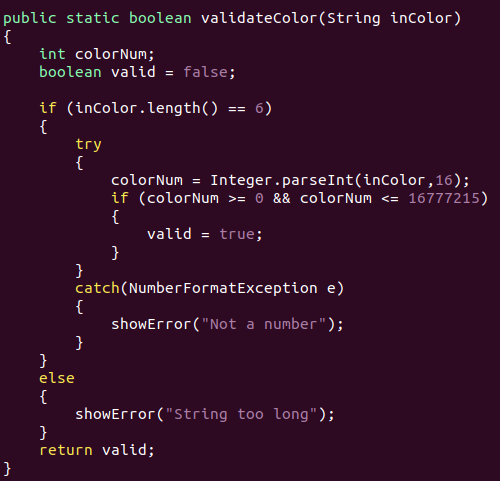 public static boolean validateColor(String inColor)
{
    int colorNum;
    boolean valid = false;

    if (inColor.length() == 6)
    {
        try
        {
            colorNum = Integer.parseInt(inColor,16);
            if (colorNum >= 0 && colorNum <= 16777215)
            {
                valid = true;
            }
        }
        catch(NumberFormatException e)
        {
            showError("Not a number");
        }
    }
    else
    {
        showError("String too long");
    }
    return valid;
}